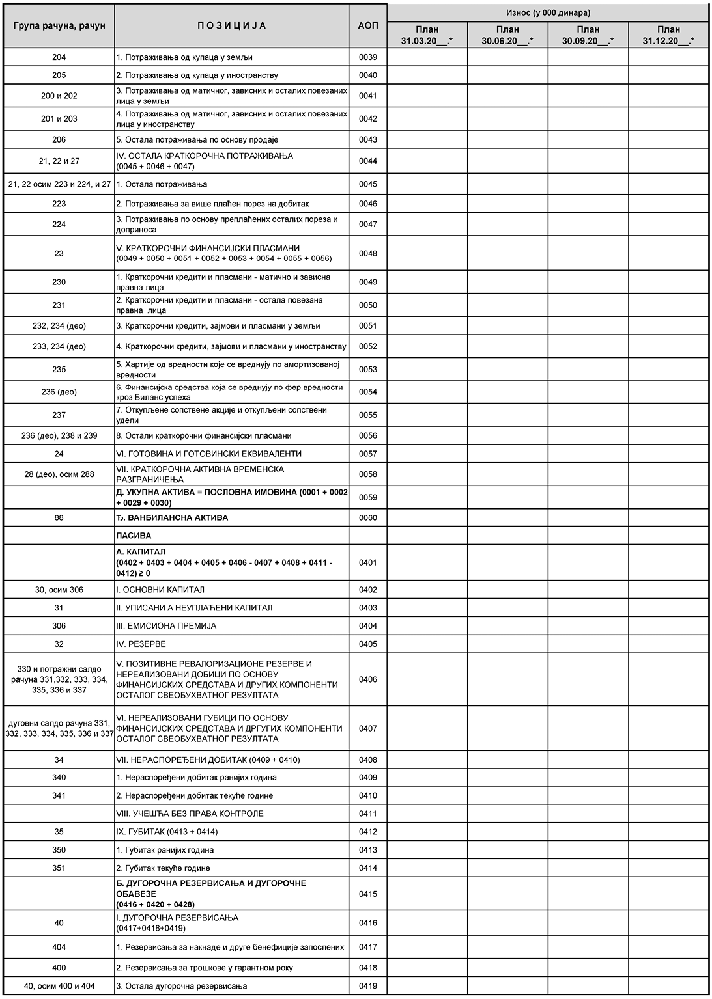 Група рачуна, рачун
П О З И Ц И Ј А
АОП
Износ (у 000 динара)
План
31.03.20__.*
План
30.06.20__.*
План
30.09.20__.*
План
31.12.20__.*
204 1. Потраживања од купаца у земљи 0039
205 2. Потраживања од купаца у иностранству 0040
200 и 202 3. Потраживања од матичног, зависних и осталих повезаних
лица у земљи 0041
201 и 203 4. Потраживања од матичног, зависних и осталих повезаних
лица у иностранству 0042
206 5. Остала потраживања по основу продаје 0043
21, 22 и 27 IV. ОСТАЛА КРАТКОРОЧНА ПОТРАЖИВАЊА
(0045 + 0046 + 0047) 0044
21, 22 осим 223 и 224, и 27 1. Остала потраживања 0045
223 2. Потраживања за више плаћен порез на добитак 0046
224 3. Потраживања по основу преплаћених осталих пореза и
доприноса 0047
23 V. КРАТКОРОЧНИ ФИНАНСИЈСКИ ПЛАСМАНИ
(0049 + 0050 + 0051 + 0052 + 0053 + 0054 + 0055 + 0056) 0048
230 1. Краткорочни кредити и пласмани - матично и зависна
правна лица 0049
231 2. Краткорочни кредити и пласмани - остала повезана
правна  лица 0050
232, 234 (део) 3. Краткорочни кредити, зајмови и пласмани у земљи 0051
233, 234 (део) 4. Краткорочни кредити, зајмови и пласмани у иностранству 0052
235 5. Хартије од вредности које се вреднују по амортизованој
вредности 0053
236 (део) 6. Финансијска средства која се вреднују по фер вредности
кроз Биланс успеха 0054
237 7. Откупљене сопствене акције и откупљени сопствени
удели 0055
236 (део), 238 и 239 8. Остали краткорочни финансијски пласмани 0056
24 VI. ГОТОВИНА И ГОТОВИНСКИ ЕКВИВАЛЕНТИ 0057
28 (део), осим 288 VII. КРАТКОРОЧНА АКТИВНА ВРЕМЕНСКА
РАЗГРАНИЧЕЊА 0058
Д. УКУПНА АКТИВА = ПОСЛОВНА ИМОВИНА (0001 + 0002
+ 0029 + 0030) 0059
88 Ђ. ВАНБИЛАНСНА АКТИВА 0060
ПАСИВА
А. КАПИТАЛ
(0402 + 0403 + 0404 + 0405 + 0406 - 0407 + 0408 + 0411 -
0412) ≥ 0 0401
30, осим 306 I. ОСНОВНИ КАПИТАЛ 0402
31 II. УПИСАНИ А НЕУПЛАЋЕНИ КАПИТАЛ 0403
306 III. ЕМИСИОНА ПРЕМИЈА 0404
32 IV. РЕЗЕРВЕ 0405
330 и потражни салдо
рачуна 331,332, 333, 334,
335, 336 и 337
V. ПОЗИТИВНЕ РЕВАЛОРИЗАЦИОНЕ РЕЗЕРВЕ И
НЕРЕАЛИЗОВАНИ ДОБИЦИ ПО ОСНОВУ
ФИНАНСИЈСКИХ СРЕДСТАВА И ДРУГИХ КОМПОНЕНТИ
ОСТАЛОГ СВЕОБУХВАТНОГ РЕЗУЛТАТА
0406
дуговни салдо рачуна 331,
332, 333, 334, 335, 336 и 337
VI. НЕРЕАЛИЗОВАНИ ГУБИЦИ ПО ОСНОВУ
ФИНАНСИЈСКИХ СРЕДСТАВА И ДРГУГИХ КОМПОНЕНТИ
ОСТАЛОГ СВЕОБУХВАТНОГ РЕЗУЛТАТА
0407
34 VII. НЕРАСПОРЕЂЕНИ ДОБИТАК (0409 + 0410) 0408
340 1. Нераспоређени добитак ранијих година 0409
341 2. Нераспоређени добитак текуће године 0410
VIII. УЧЕШЋА БЕЗ ПРАВА КОНТРОЛЕ 0411
35 IX. ГУБИТАК (0413 + 0414) 0412
350 1. Губитак ранијих година 0413
351 2. Губитак текуће године 0414
Б. ДУГОРОЧНА РЕЗЕРВИСАЊА И ДУГОРОЧНЕ
ОБАВЕЗЕ
(0416 + 0420 + 0428) 0415
40 I. ДУГОРОЧНА РЕЗЕРВИСАЊА
(0417+0418+0419) 0416
404 1. Резервисања за накнаде и друге бенефиције запослених 0417
400 2. Резервисања за трошкове у гарантном року 0418
40, осим 400 и 404 3. Остала дугорочна резервисања 0419